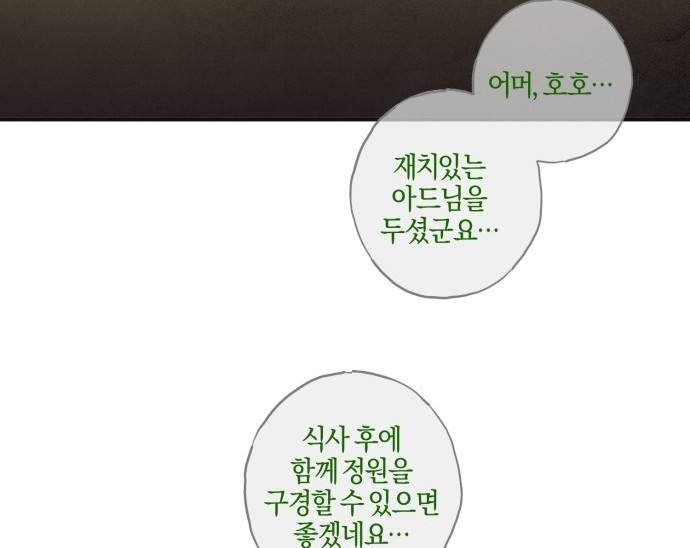 어머, 호호…
재치있는
아드님을
두셨군요…
식사 후에
함께 정원을
구경할 수 있으면
좋겠네요…